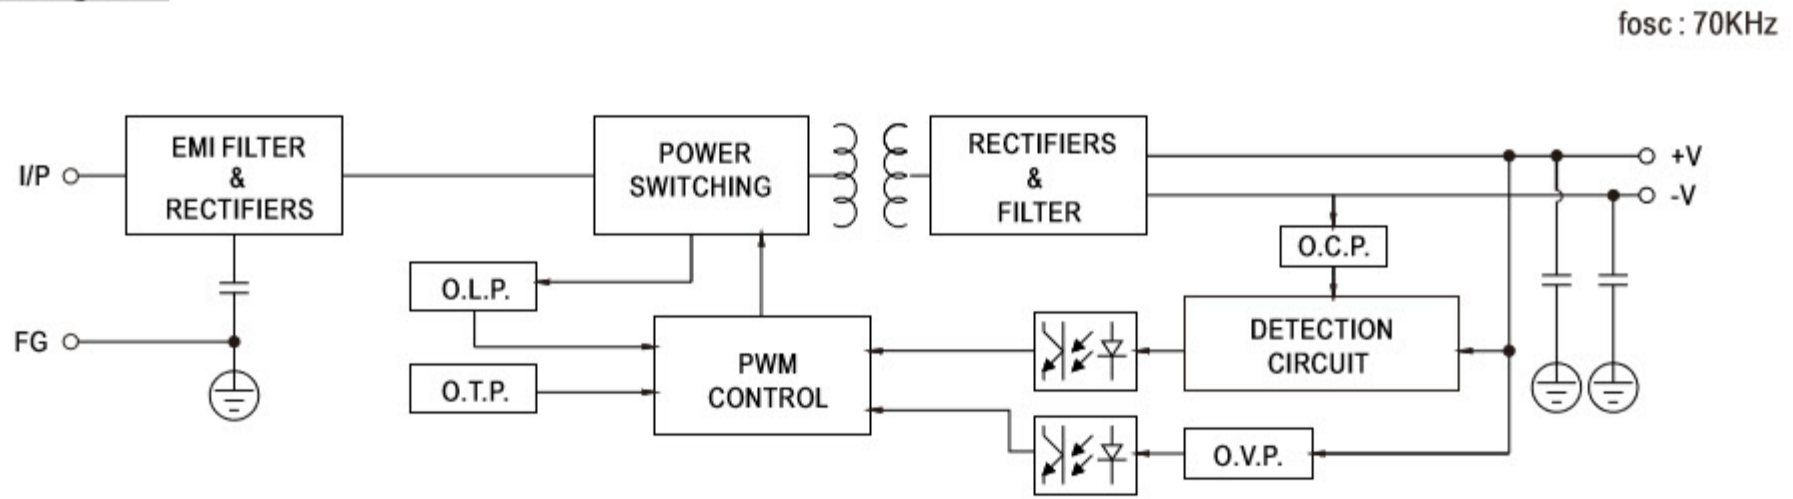 fosc : 70KHz
I/P
EMI FILTER
&
RECTIFIERS
POWER
SWITCHING
RECTIFIERS
&
FILTER
+V
-V
O.C.P.
O.L.P.
FG
PWM
CONTROL
DETECTION
CIRCUIT
O.T.P.
O.V.P.